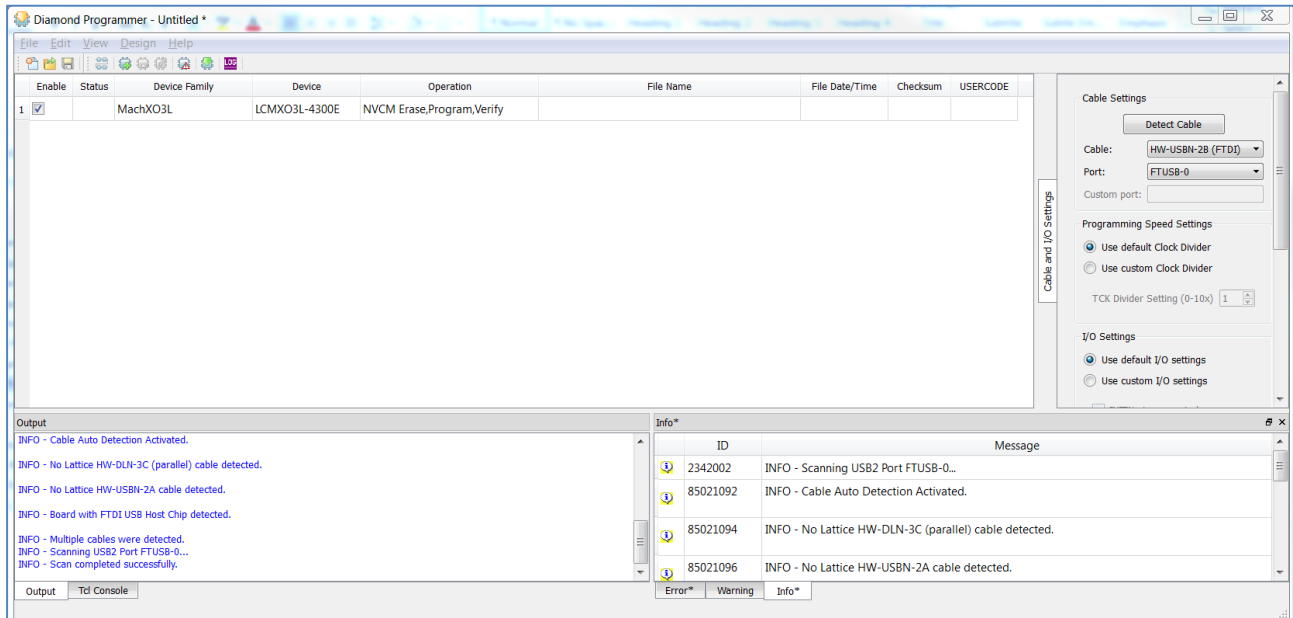 Diamond Programmer - Untitled *
File Edit View Design Help
LOG
Enable Status Device Family Device Operation File Name File Date/Time Checksum USERCODE
1 MachXO3L LCMXO3L-4300E NVCM Erase,Program,Verify
Cable and I/O Settings
Cable Settings
Detect Cable
Cable: HW-USBN-2B (FTDI)
Port: FTUSB-0
Custom port:
Programming Speed Settings
Use default Clock Divider
Use custom Clock Divider
TCK Divider Setting (0-10x) 1
I/O Settings
Use default I/O settings
Use custom I/O settings
Output
INFO - Cable Auto Detection Activated.
INFO - No Lattice HW-DLN-3C (parallel) cable detected.
INFO - No Lattice HW-USBN-2A cable detected.
INFO - Board with FTDI USB Host Chip detected.
INFO - Multiple cables were detected.
INFO - Scanning USB2 Port FTUSB-0...
INFO - Scan completed successfully.
Output Tcl Console
Info*
ID Message
2342002 INFO - Scanning USB2 Port FTUSB-0...
85021092 INFO - Cable Auto Detection Activated.
85021094 INFO - No Lattice HW-DLN-3C (parallel) cable detected.
85021096 INFO - No Lattice HW-USBN-2A cable detected.
Error* Warning Info*